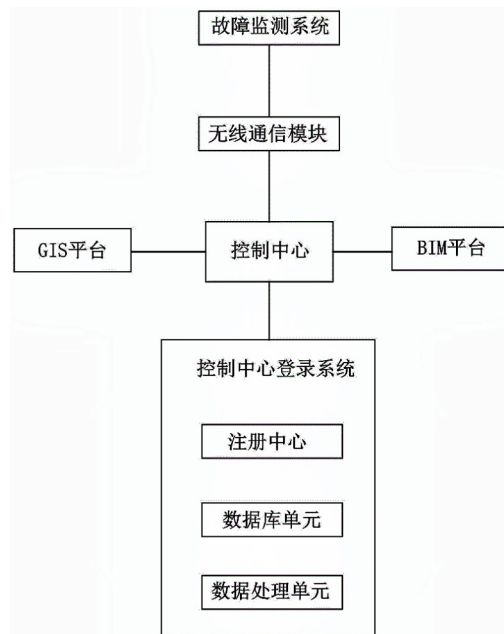 故障监测系统
无线通信模块
GIS平台
控制中心
BIM平台
控制中心登录系统
注册中心
数据库单元
数据处理单元